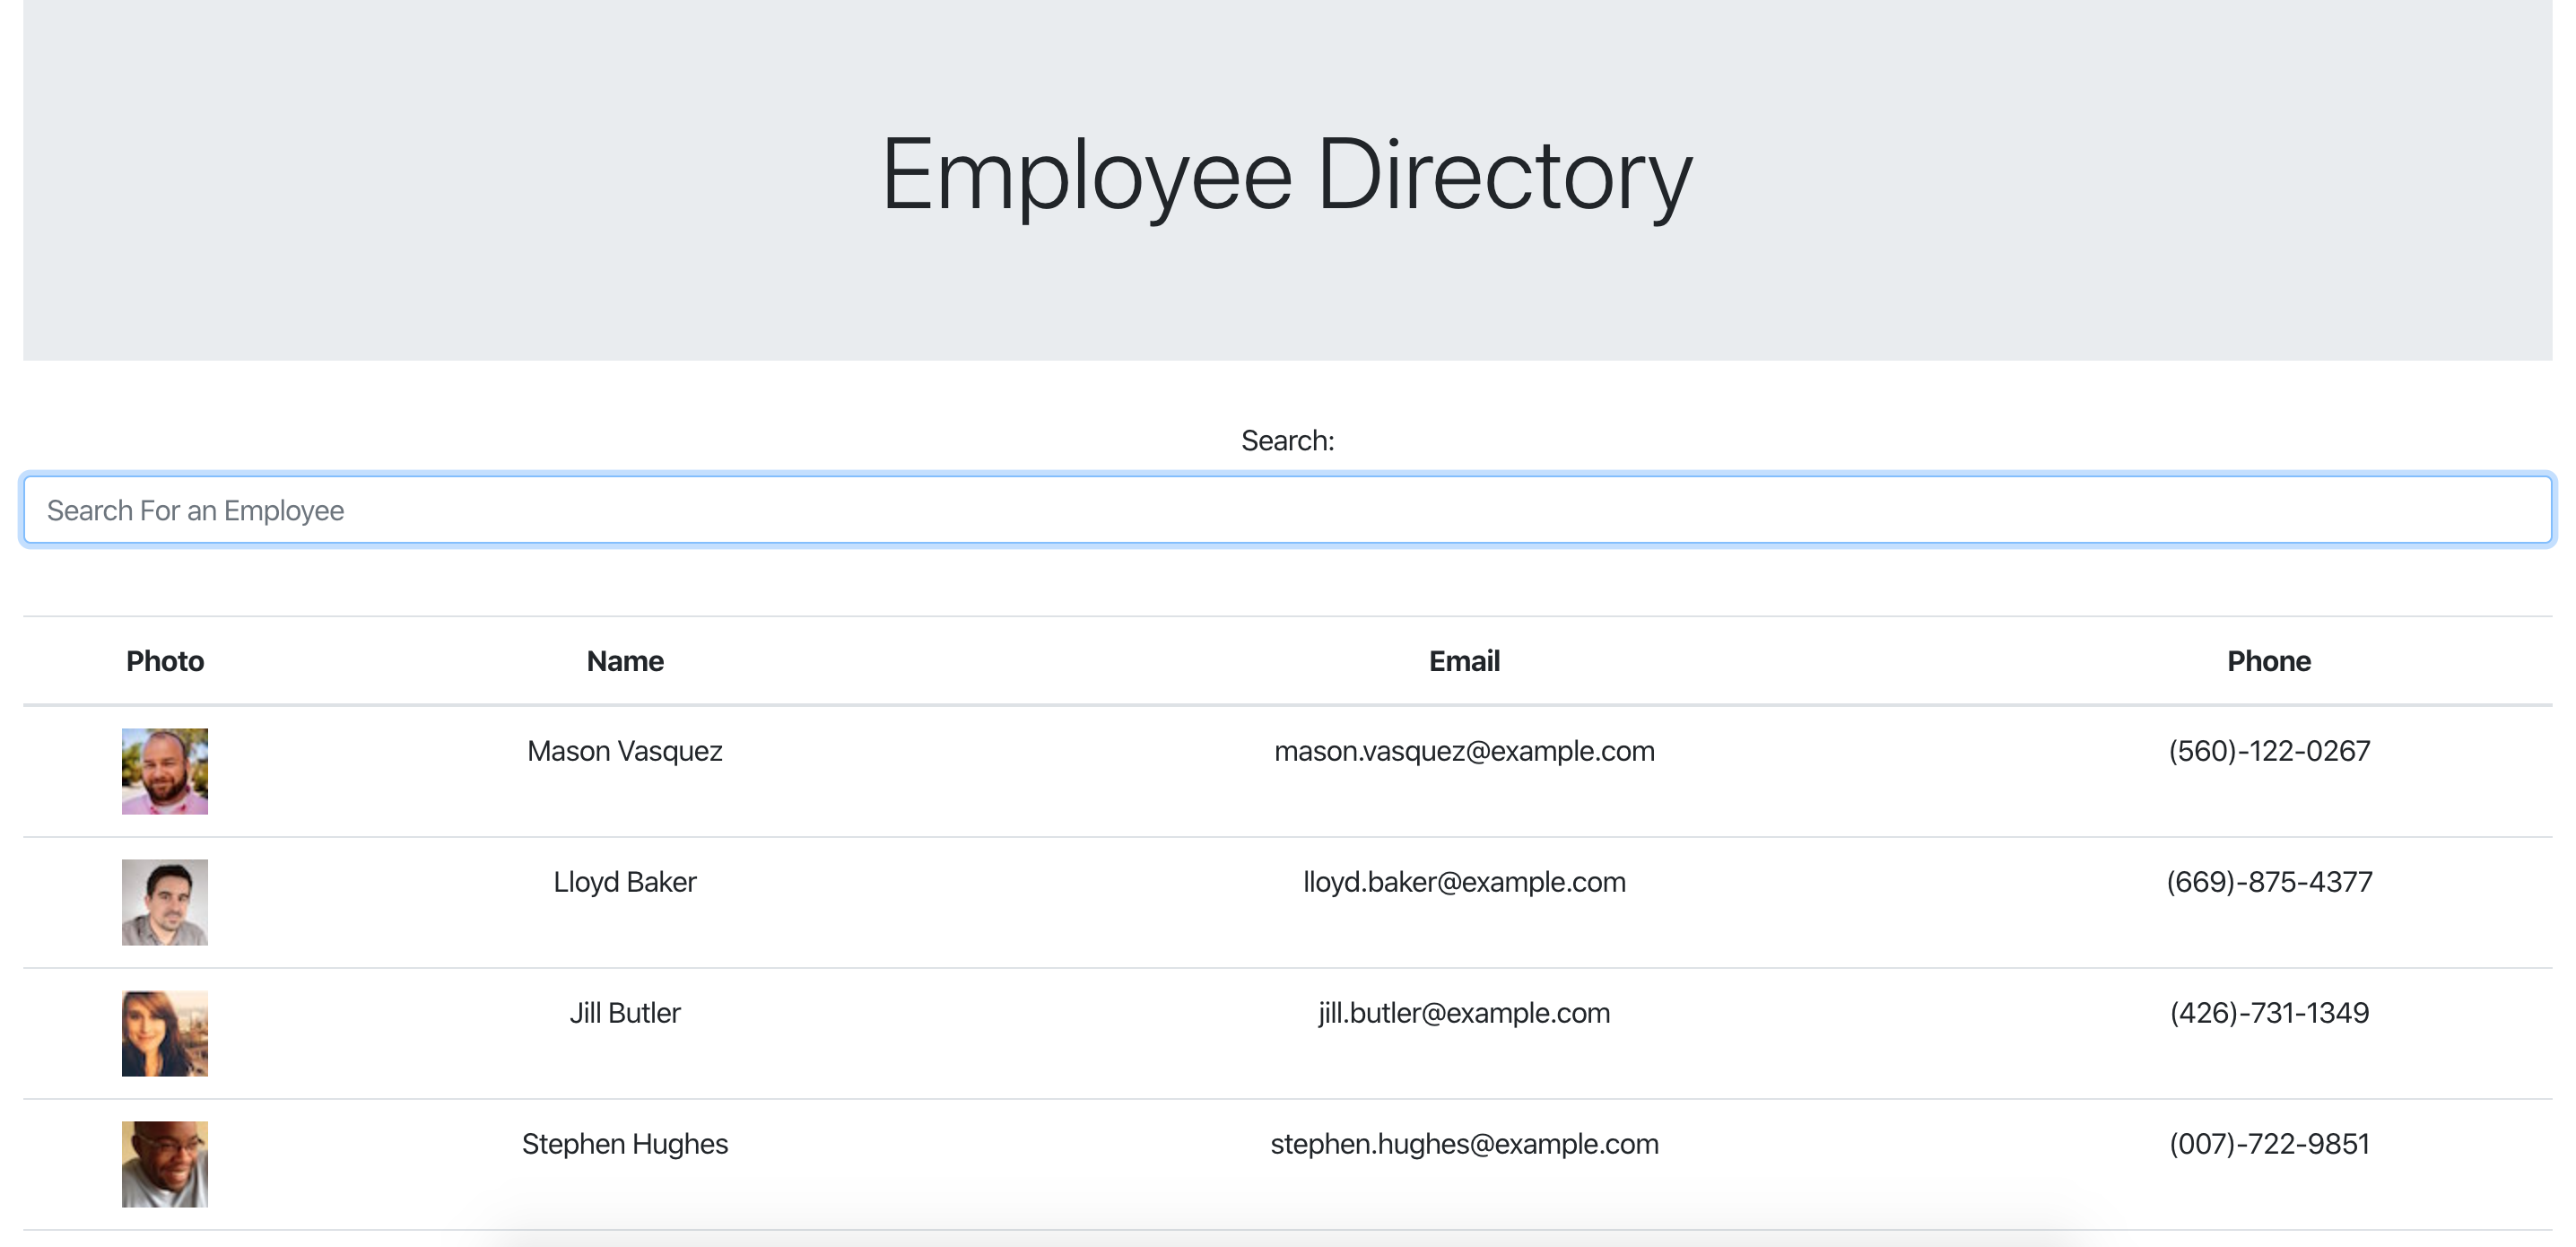 Employee Directory
Search:
Search For an Employee
Photo Name Email Phone
Mason Vasquez mason.vasquez@example.com (560)-122-0267
Lloyd Baker lloyd.baker@example.com (669)-875-4377
Jill Butler jill.butler@example.com (426)-731-1349
Stephen Hughes stephen.hughes@example.com (007)-722-9851